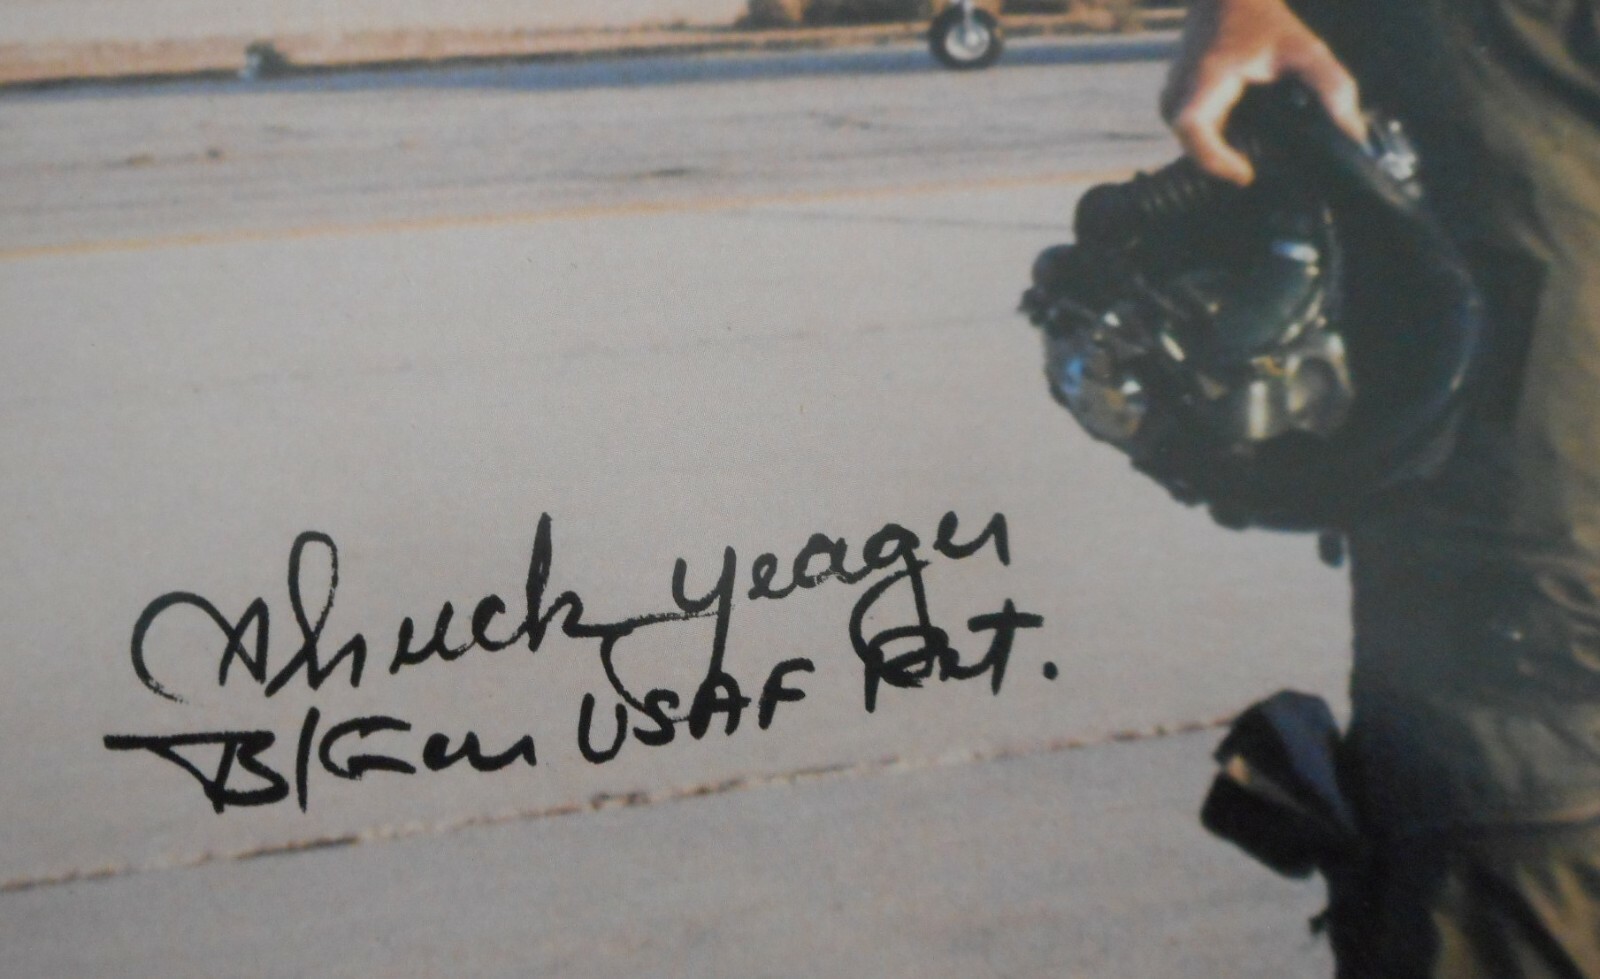 Chuck Yeager
B/Gen USAF Ret.